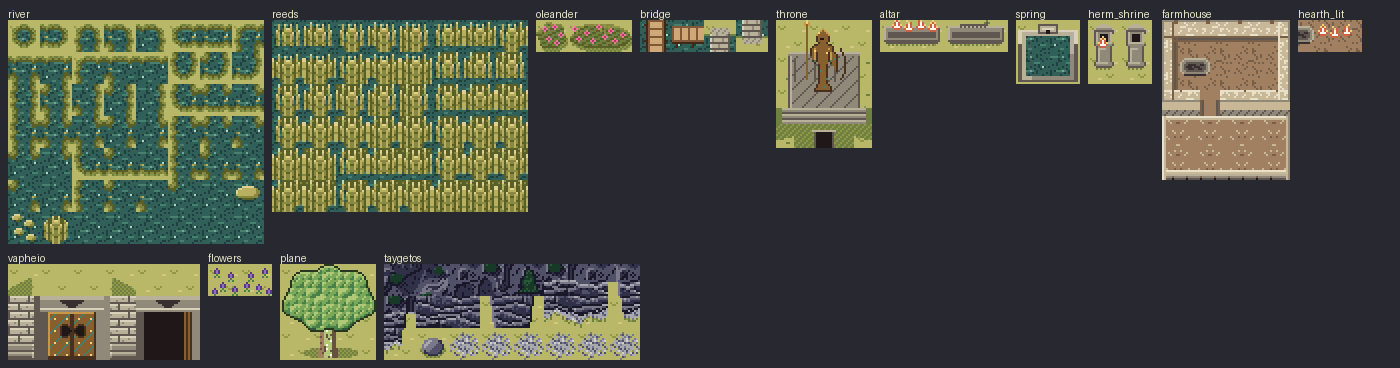 river reeds oleander bridge throne altar spring herm_shrine farmhouse hearth_lit
vapheio flowers plane taygetos